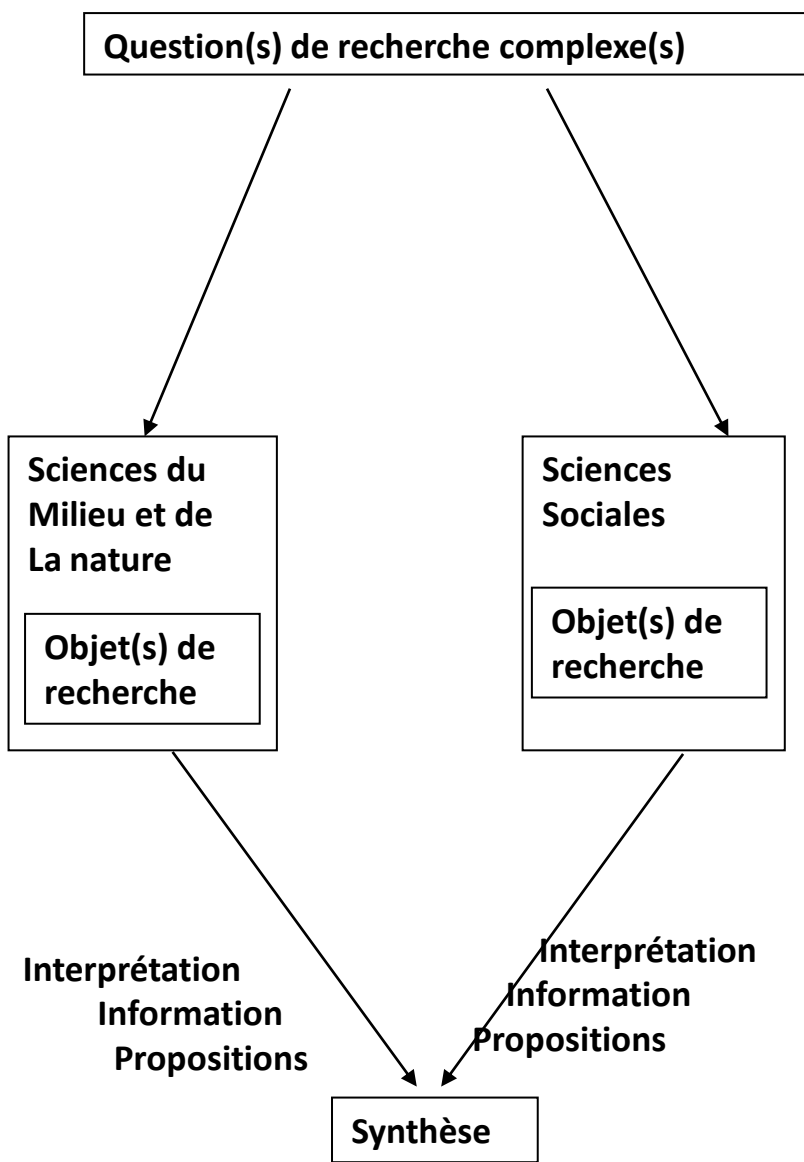 Question(s) de recherche complexe(s)
Sciences du
Milieu et de
La nature
Objet(s) de
recherche
Sciences
Sociales
Objet(s) de
recherche
Interprétation
Information
Propositions
Interprétation
Information
Propositions
Synthèse